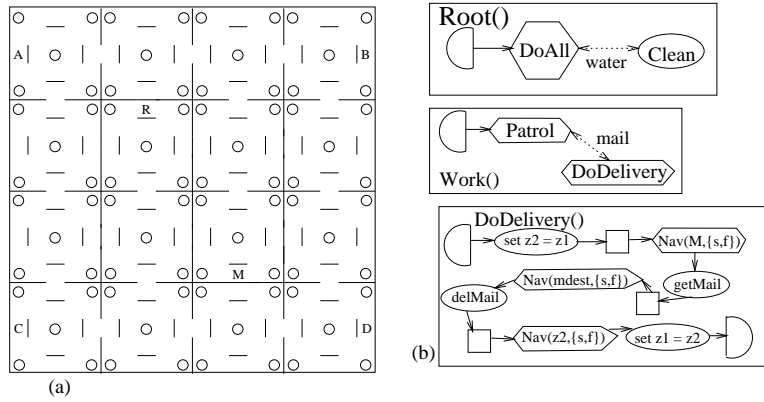 A
B
R
M
C
D
(a)
Root()
DoAll
water
Clean
Patrol
mail
DoDelivery
Work()
DoDelivery()
set z2 = z1
Nav(M,{s,f})
Nav(mdest,{s,f})
getMail
delMail
Nav(z2,{s,f})
set z1 = z2
(b)